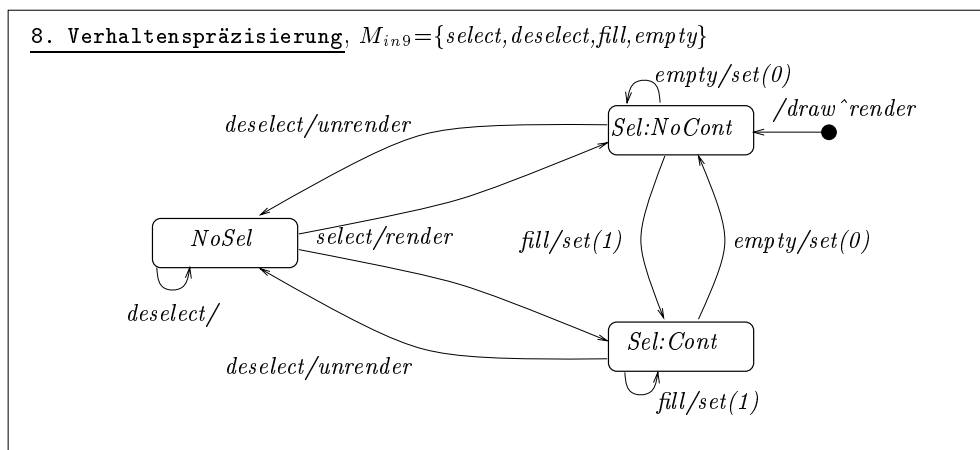 8. Verhaltenspräzisierung, Min9={select,deselect,fill,empty}
empty/set(0)
/draw^render
deselect/unrender
Sel:NoCont
NoSel
select/render
fill/set(1)
empty/set(0)
deselect/
Sel:Cont
deselect/unrender
fill/set(1)